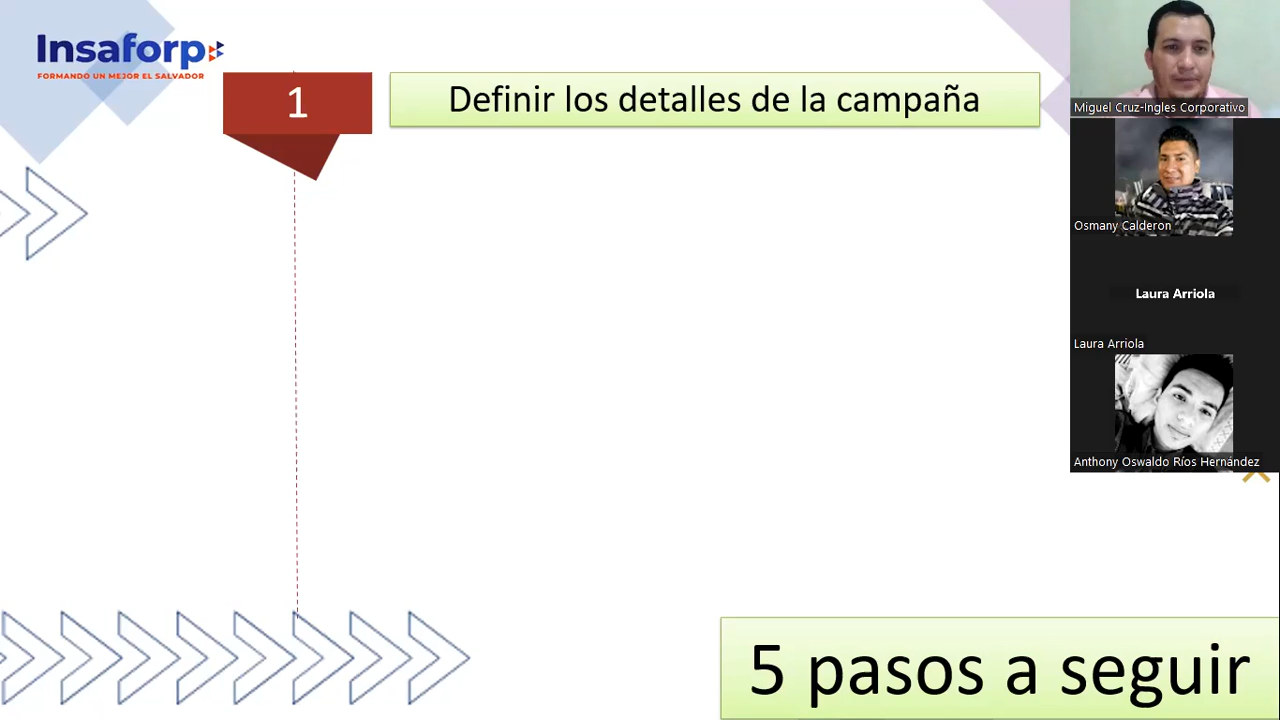 Insaforp
FORMANDO UN MEJOR EL SALVADOR
1
Definir los detalles de la campaña
5 pasos a seguir
Miguel Cruz-Ingles Corporativo
Osmany Calderon
Laura Arriola
Laura Arriola
Anthony Oswaldo Ríos Hernández